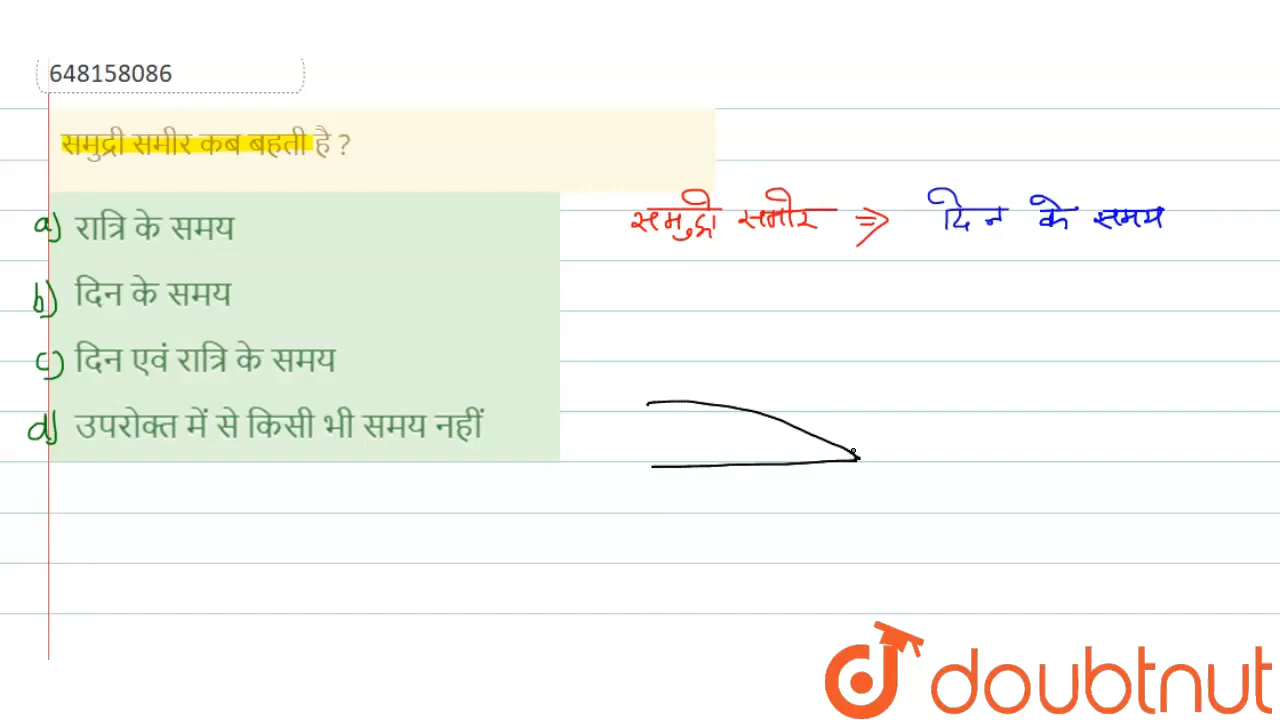 648158086
समुद्री समीर कब बहती है ?
a) रात्रि के समय
b) दिन के समय
c) दिन एवं रात्रि के समय
d) उपरोक्त में से किसी भी समय नहीं
समुद्री समीर ⇒ दिन के समय
doubtnut